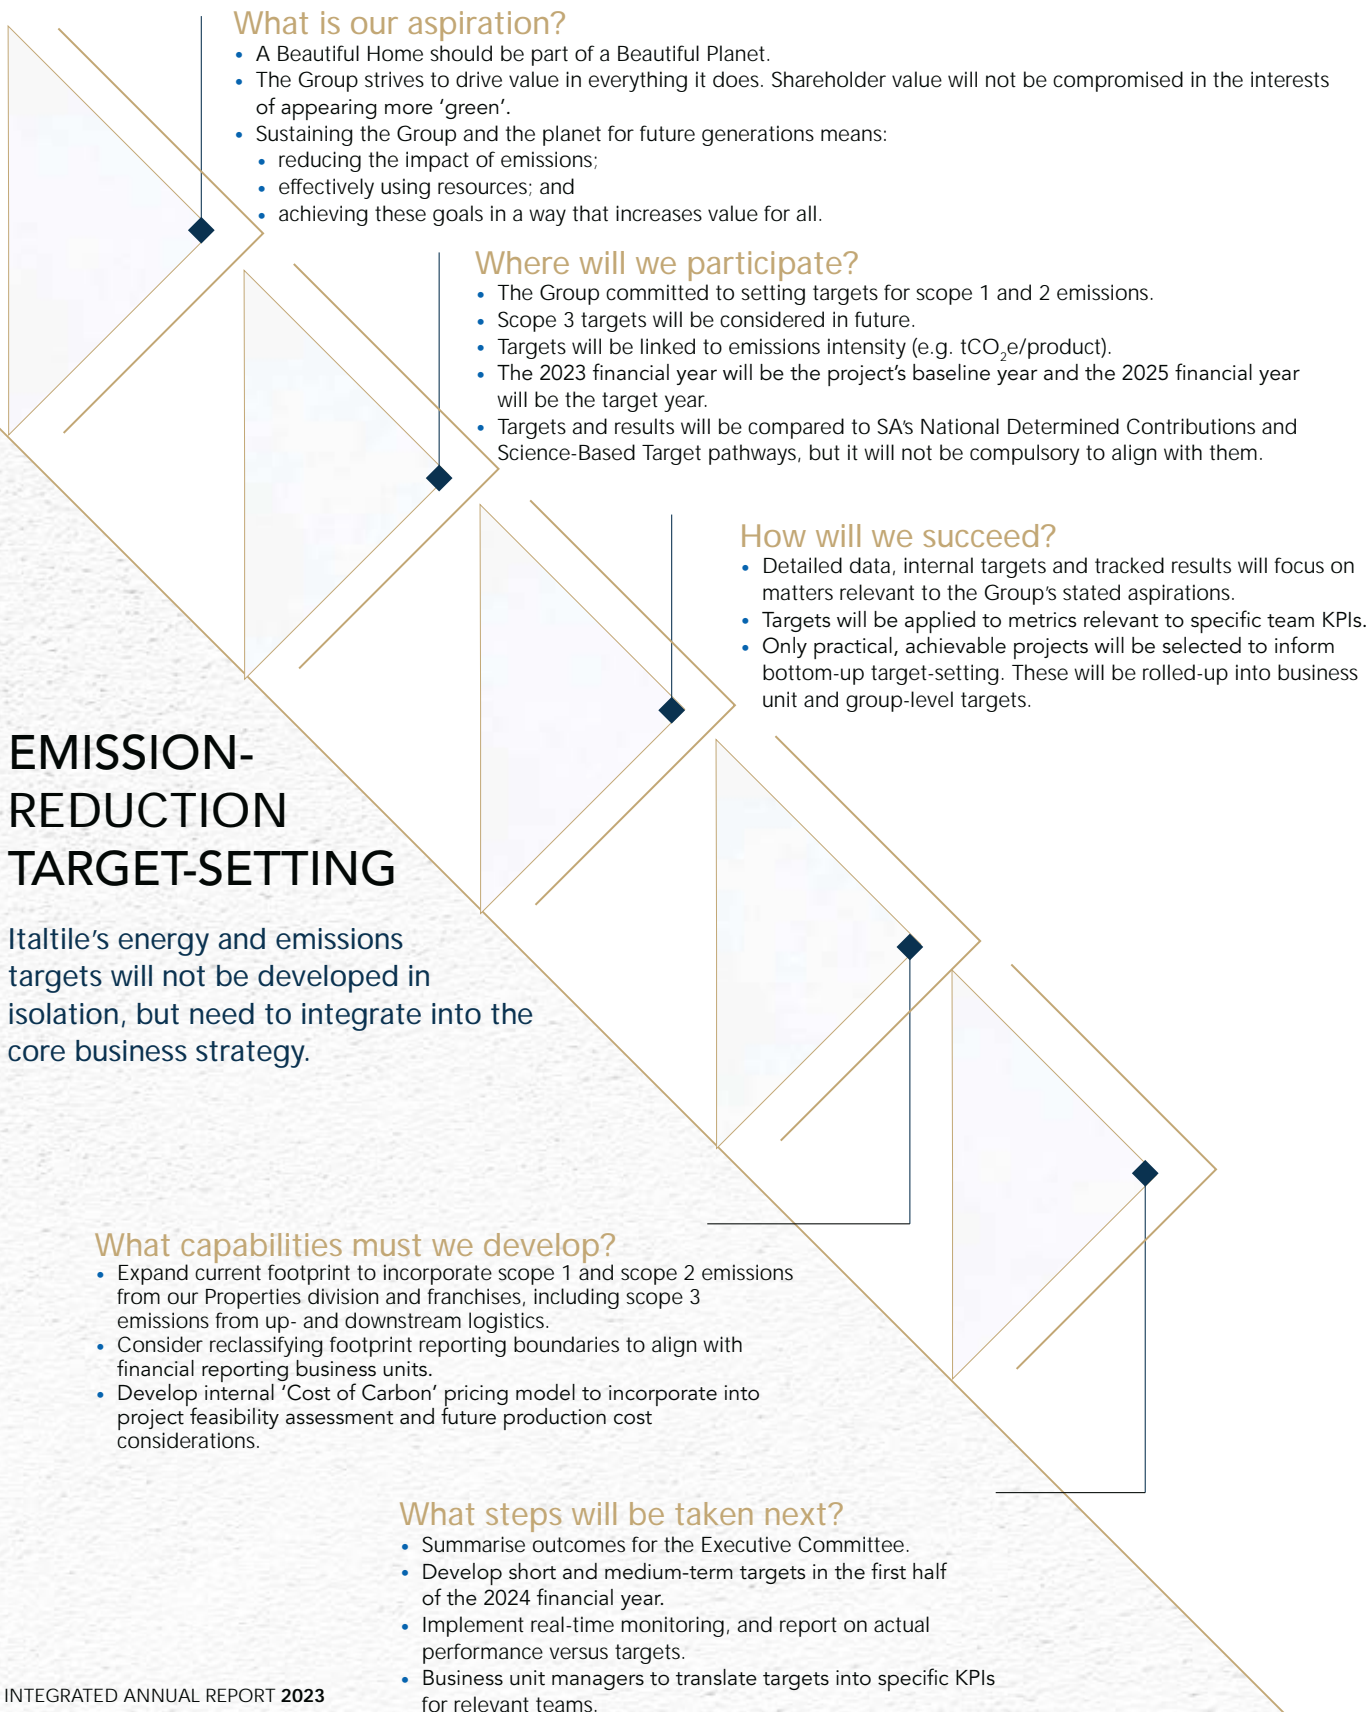 What is our aspiration?
• A Beautiful Home should be part of a Beautiful Planet.
• The Group strives to drive value in everything it does. Shareholder value will not be compromised in the interests
of appearing more ‘green’.
• Sustaining the Group and the planet for future generations means:
• reducing the impact of emissions;
• effectively using resources; and
• achieving these goals in a way that increases value for all.
Where will we participate?
• The Group committed to setting targets for scope 1 and 2 emissions.
• Scope 3 targets will be considered in future.
• Targets will be linked to emissions intensity (e.g. tCO₂e/product).
• The 2023 financial year will be the project’s baseline year and the 2025 financial year
will be the target year.
• Targets and results will be compared to SA’s National Determined Contributions and
Science-Based Target pathways, but it will not be compulsory to align with them.
How will we succeed?
• Detailed data, internal targets and tracked results will focus on
matters relevant to the Group’s stated aspirations.
• Targets will be applied to metrics relevant to specific team KPIs.
• Only practical, achievable projects will be selected to inform
bottom-up target-setting. These will be rolled-up into business
unit and group-level targets.
EMISSION-
REDUCTION
TARGET-SETTING
Italtile’s energy and emissions
targets will not be developed in
isolation, but need to integrate into the
core business strategy.
What capabilities must we develop?
• Expand current footprint to incorporate scope 1 and scope 2 emissions
from our Properties division and franchises, including scope 3
emissions from up- and downstream logistics.
• Consider reclassifying footprint reporting boundaries to align with
financial reporting business units.
• Develop internal ‘Cost of Carbon’ pricing model to incorporate into
project feasibility assessment and future production cost
considerations.
What steps will be taken next?
• Summarise outcomes for the Executive Committee.
• Develop short and medium-term targets in the first half
of the 2024 financial year.
• Implement real-time monitoring, and report on actual
performance versus targets.
• Business unit managers to translate targets into specific KPIs
for relevant teams.
INTEGRATED ANNUAL REPORT 2023